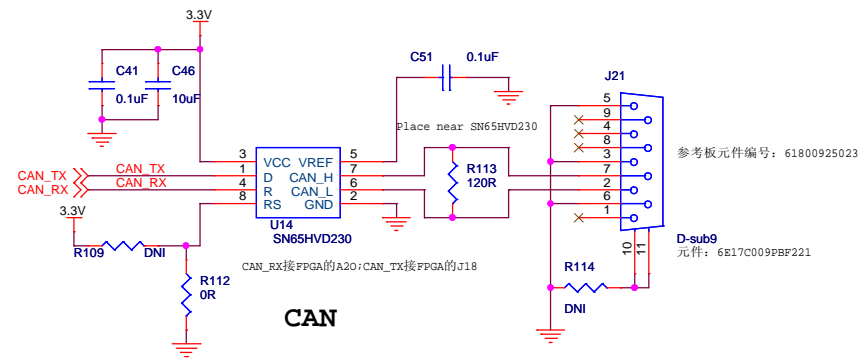 3.3V
C41
0.1uF
C46
10uF
C51
0.1uF
Place near SN65HVD230
J21
5
9
4
8
3
7
2
6
1
参考板元件编号: 61800925023
CAN_TX
CAN_RX
CAN_TX
CAN_RX
3
1
4
8
VCC
D
R
RS
VREF
CAN_H
CAN_L
GND
5
7
6
2
R113
120R
U14
SN65HVD230
3.3V
R109
DNI
R112
0R
CAN_RX接FPGA的A20;CAN_TX接FPGA的J18
CAN
10
11
D-sub9
元件: 6E17C009PBF221
R114
DNI